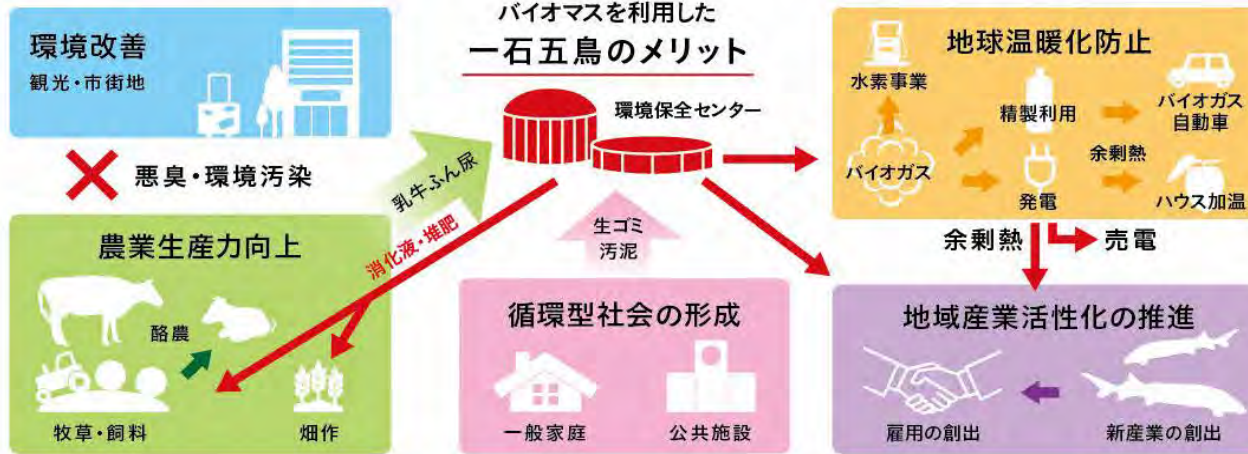 バイオマスを利用した
一石五鳥のメリット
環境保全センター
環境改善
観光・市街地
悪臭・環境汚染
農業生産力向上
酪農
牧草・飼料
畑作
乳牛ふん尿
消化液・堆肥
生ゴミ
汚泥
循環型社会の形成
一般家庭
公共施設
地球温暖化防止
水素事業
バイオガス
精製利用
発電
バイオガス
自動車
余剰熱
ハウス加温
余剰熱
売電
地域産業活性化の推進
雇用の創出
新産業の創出